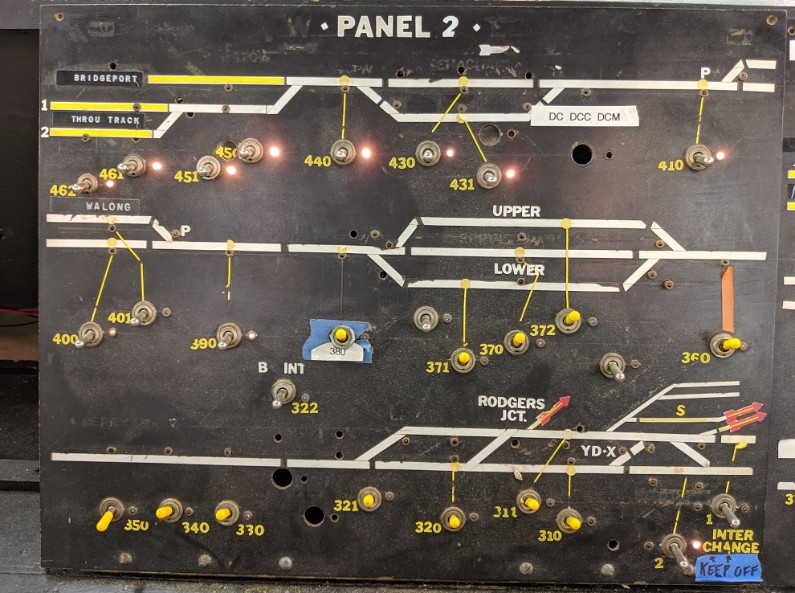 PANEL 2
BRIDGEPORT
P
1
THROU TRACK
2
DC DCC DCM
450
440
430
410
461
451
431
462
WALONG
P
UPPER
LOWER
401
400
390
380
372
370
371
360
B INT
322
RODGERS
JCT.
S
YD-X
350
340
330
321
320
311
310
1
2
INTER
CHANGE
KEEP OFF